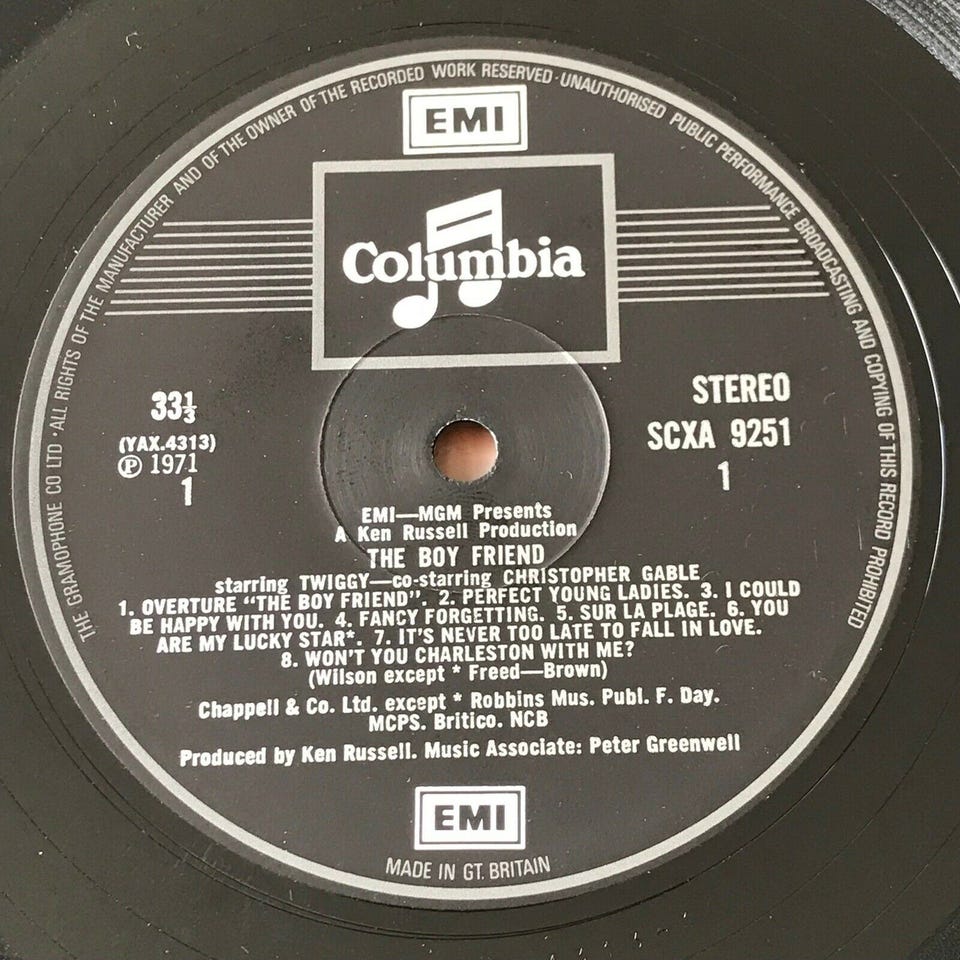 THE GRAMOPHONE CO LTD · ALL RIGHTS OF THE MANUFACTURER AND OF THE OWNER OF THE RECORDED WORK RESERVED · UNAUTHORISED PUBLIC PERFORMANCE BROADCASTING AND COPYING OF THIS RECORD PROHIBITED
EMI
Columbia
33⅓
(YAX.4313)
Ⓟ 1971
1
STEREO
SCXA 9251
1
EMI—MGM Presents
A Ken Russell Production
THE BOY FRIEND
starring TWIGGY—co-starring CHRISTOPHER GABLE
1. OVERTURE "THE BOY FRIEND". 2. PERFECT YOUNG LADIES. 3. I COULD
BE HAPPY WITH YOU. 4. FANCY FORGETTING. 5. SUR LA PLAGE. 6. YOU
ARE MY LUCKY STAR*. 7. IT'S NEVER TOO LATE TO FALL IN LOVE.
8. WON'T YOU CHARLESTON WITH ME?
(Wilson except * Freed—Brown)
Chappell & Co. Ltd. except * Robbins Mus. Publ. F. Day.
MCPS. Britico. NCB
Produced by Ken Russell. Music Associate: Peter Greenwell
EMI
MADE IN GT. BRITAIN